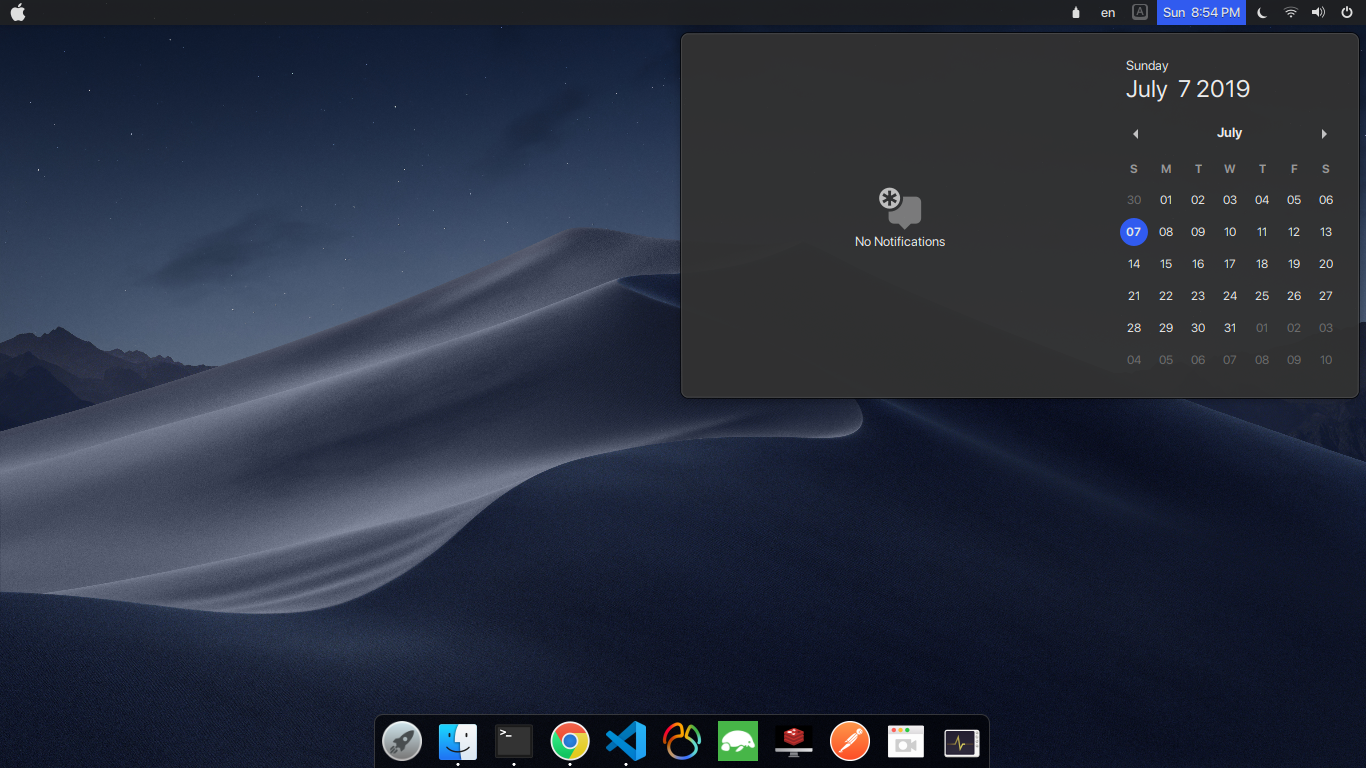 en A Sun 8:54 PM
Sunday
July 7 2019
July
S M T W T F S
30 01 02 03 04 05 06
07 08 09 10 11 12 13
No Notifications
14 15 16 17 18 19 20
21 22 23 24 25 26 27
28 29 30 31 01 02 03
04 05 06 07 08 09 10
>_